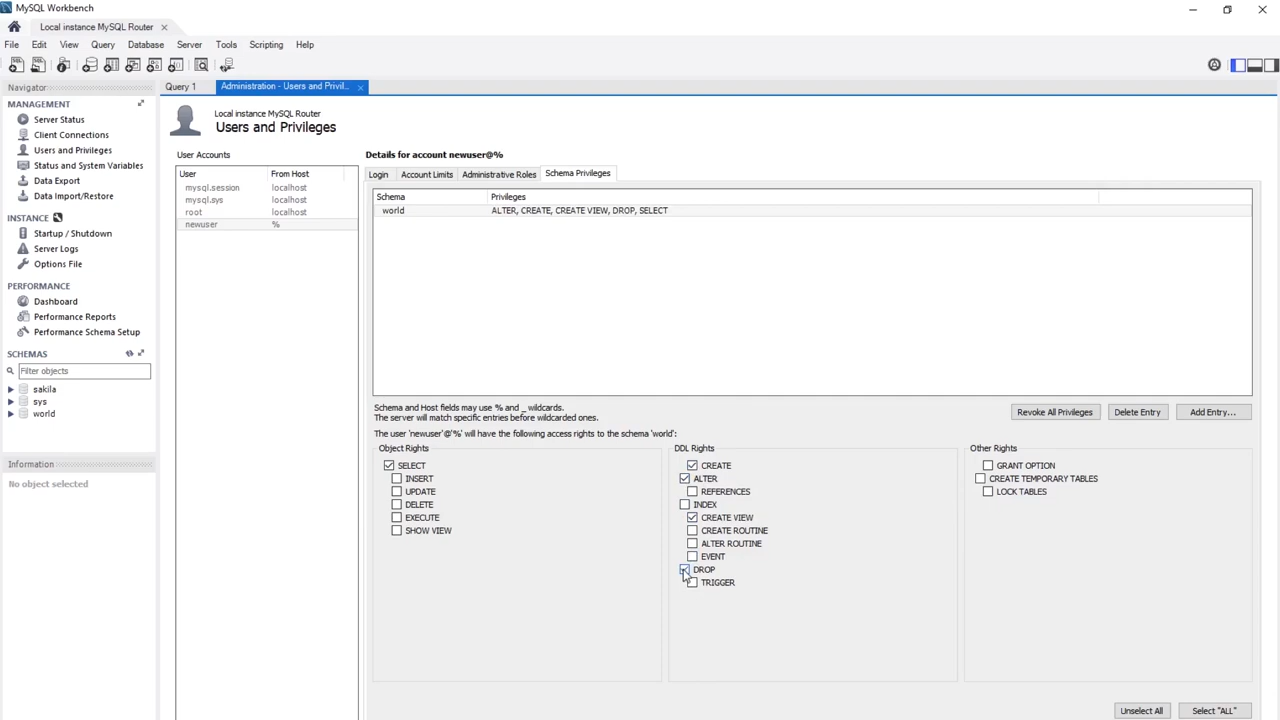 MySQL Workbench
Local instance MySQL Router
File Edit View Query Database Server Tools Scripting Help
Navigator
MANAGEMENT
Server Status
Client Connections
Users and Privileges
Status and System Variables
Data Export
Data Import/Restore
INSTANCE
Startup / Shutdown
Server Logs
Options File
PERFORMANCE
Dashboard
Performance Reports
Performance Schema Setup
SCHEMAS
Filter objects
sakila
sys
world
Information
No object selected
Query 1
Administration - Users and Privil...
Local instance MySQL Router
Users and Privileges
User Accounts
User From Host
mysql.session localhost
mysql.sys localhost
root localhost
newuser %
Details for account newuser@%
Login Account Limits Administrative Roles Schema Privileges
Schema Privileges
world ALTER, CREATE, CREATE VIEW, DROP, SELECT
Schema and Host fields may use % and _ wildcards.
The server will match specific entries before wildcarded ones.
Revoke All Privileges Delete Entry Add Entry...
The user 'newuser'@'%' will have the following access rights to the schema 'world':
Object Rights
SELECT
INSERT
UPDATE
DELETE
EXECUTE
SHOW VIEW
DDL Rights
CREATE
ALTER
REFERENCES
INDEX
CREATE VIEW
CREATE ROUTINE
ALTER ROUTINE
EVENT
DROP
TRIGGER
Other Rights
GRANT OPTION
CREATE TEMPORARY TABLES
LOCK TABLES
Unselect All Select "ALL"